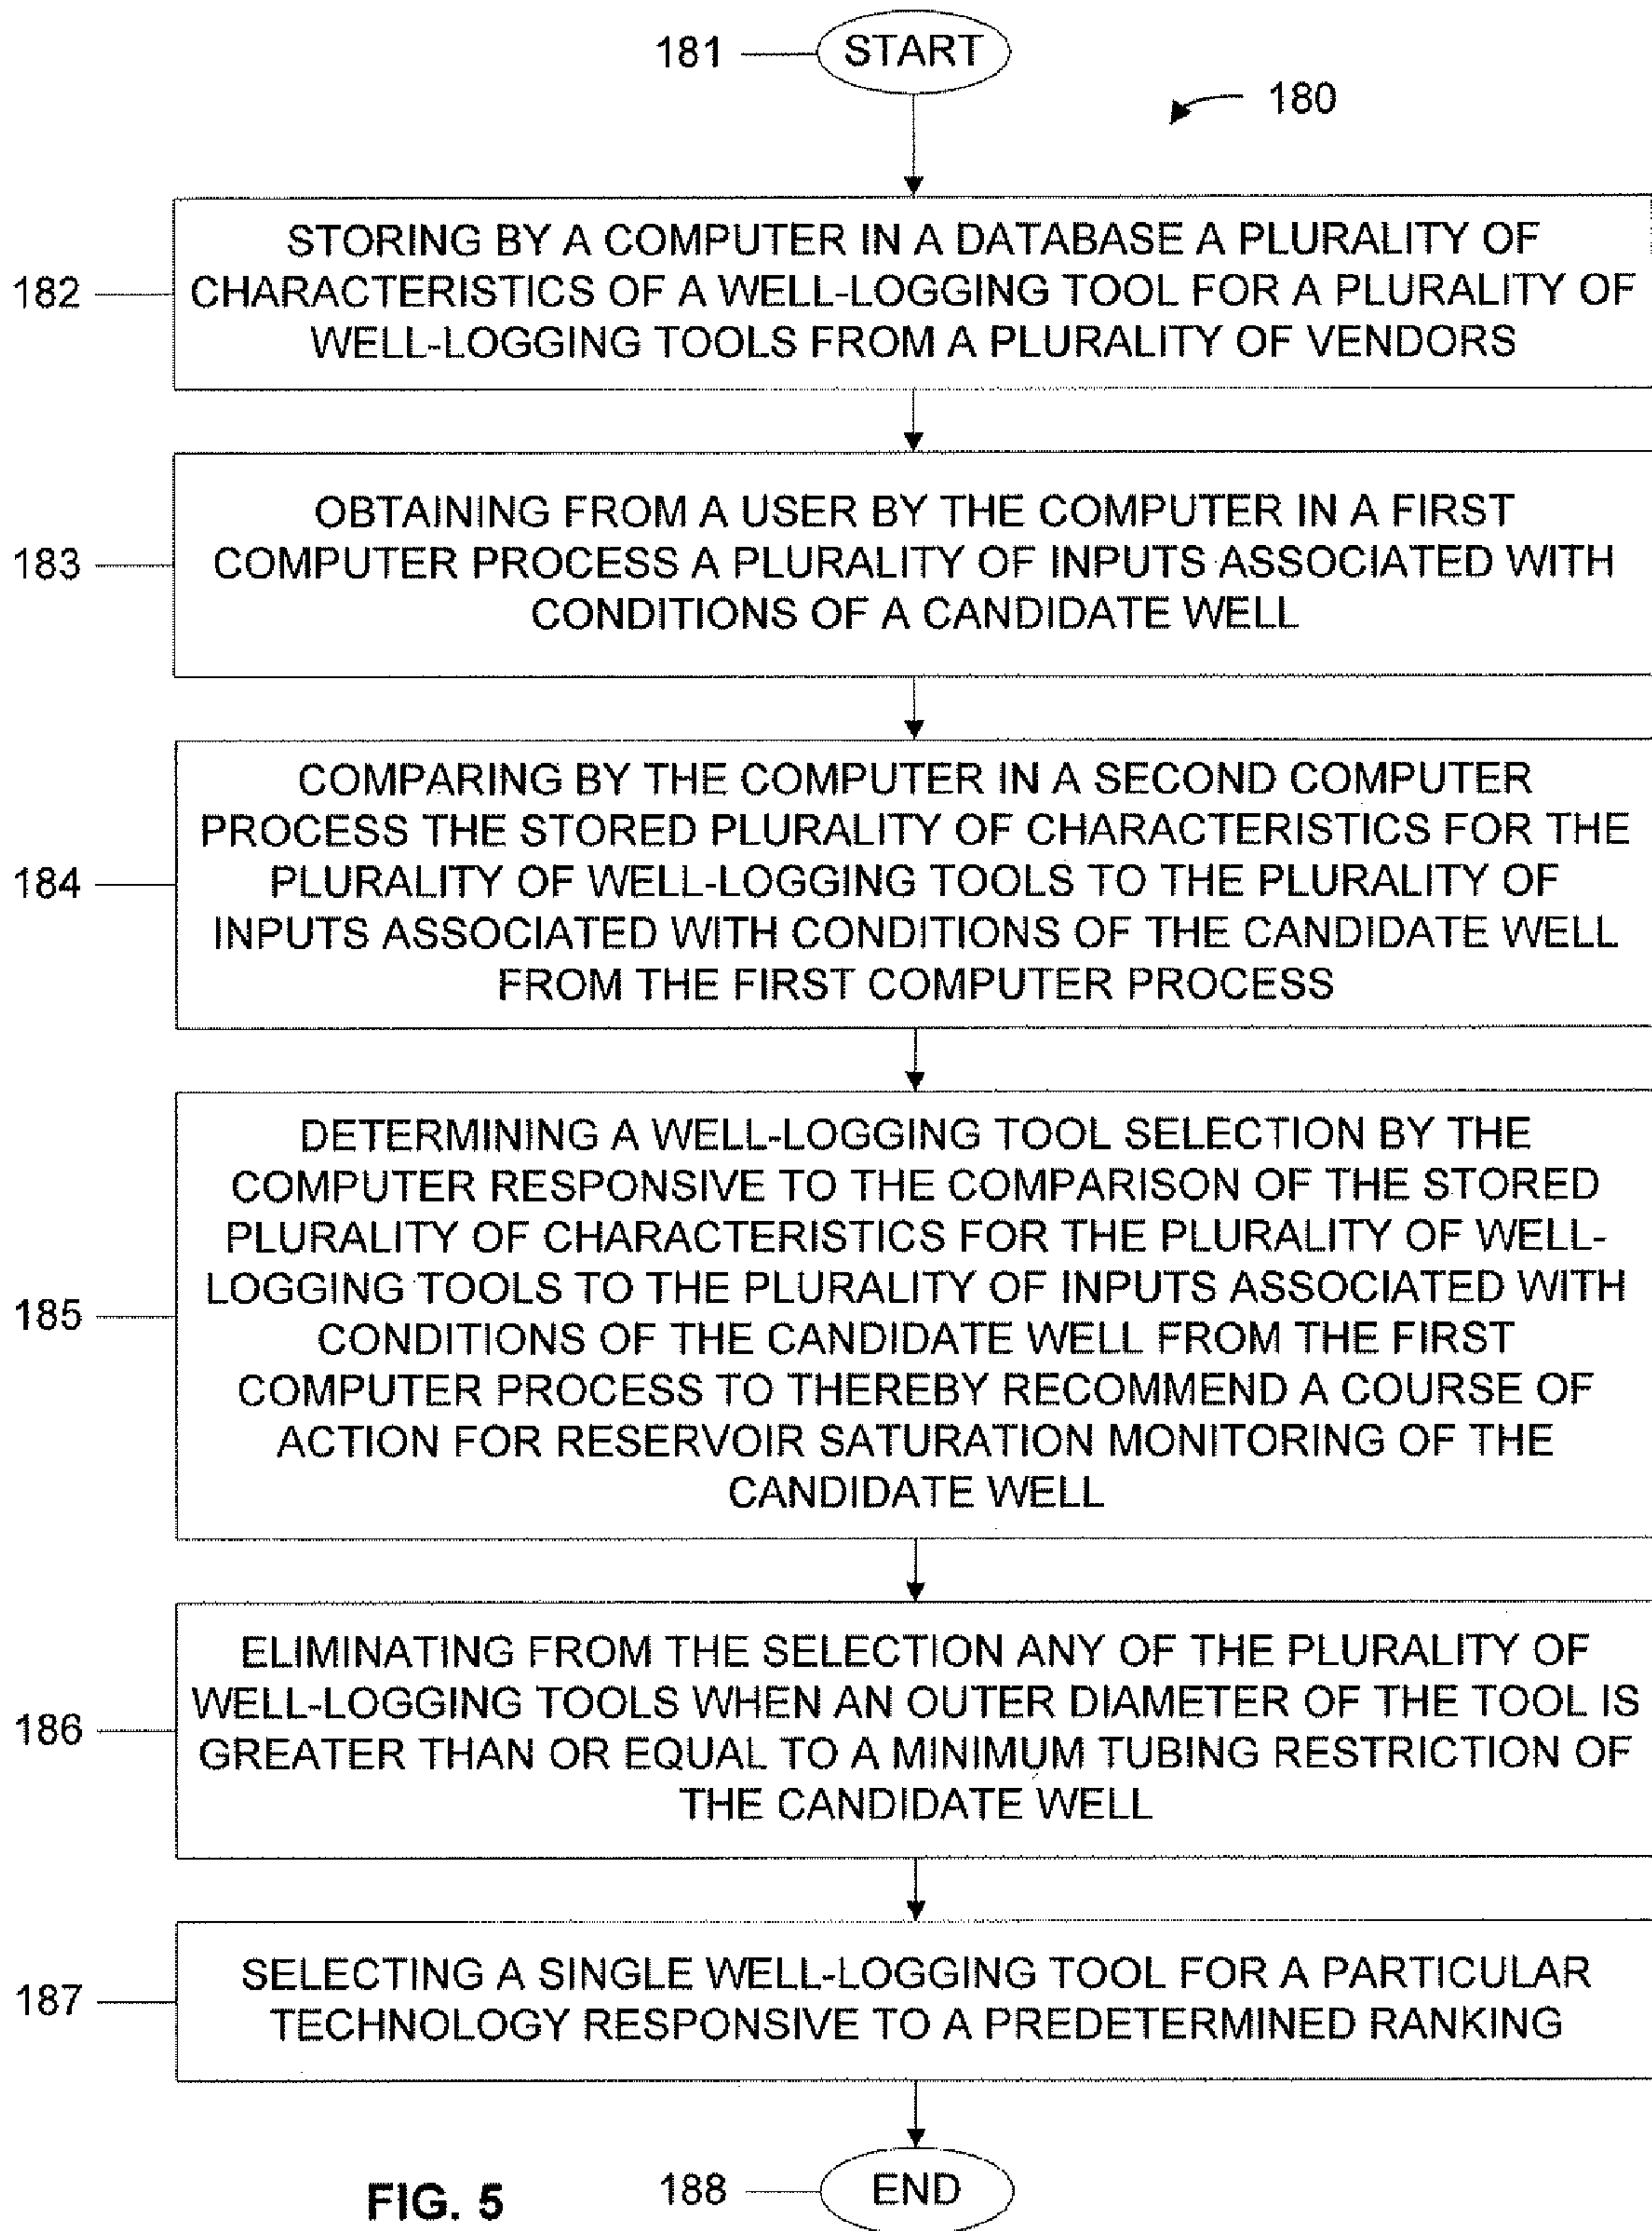 181
START
180
182
STORING BY A COMPUTER IN A DATABASE A PLURALITY OF
CHARACTERISTICS OF A WELL-LOGGING TOOL FOR A PLURALITY OF
WELL-LOGGING TOOLS FROM A PLURALITY OF VENDORS
183
OBTAINING FROM A USER BY THE COMPUTER IN A FIRST
COMPUTER PROCESS A PLURALITY OF INPUTS ASSOCIATED WITH
CONDITIONS OF A CANDIDATE WELL
184
COMPARING BY THE COMPUTER IN A SECOND COMPUTER
PROCESS THE STORED PLURALITY OF CHARACTERISTICS FOR THE
PLURALITY OF WELL-LOGGING TOOLS TO THE PLURALITY OF
INPUTS ASSOCIATED WITH CONDITIONS OF THE CANDIDATE WELL
FROM THE FIRST COMPUTER PROCESS
185
DETERMINING A WELL-LOGGING TOOL SELECTION BY THE
COMPUTER RESPONSIVE TO THE COMPARISON OF THE STORED
PLURALITY OF CHARACTERISTICS FOR THE PLURALITY OF WELL-
LOGGING TOOLS TO THE PLURALITY OF INPUTS ASSOCIATED WITH
CONDITIONS OF THE CANDIDATE WELL FROM THE FIRST
COMPUTER PROCESS TO THEREBY RECOMMEND A COURSE OF
ACTION FOR RESERVOIR SATURATION MONITORING OF THE
CANDIDATE WELL
186
ELIMINATING FROM THE SELECTION ANY OF THE PLURALITY OF
WELL-LOGGING TOOLS WHEN AN OUTER DIAMETER OF THE TOOL IS
GREATER THAN OR EQUAL TO A MINIMUM TUBING RESTRICTION OF
THE CANDIDATE WELL
187
SELECTING A SINGLE WELL-LOGGING TOOL FOR A PARTICULAR
TECHNOLOGY RESPONSIVE TO A PREDETERMINED RANKING
FIG. 5
188
END